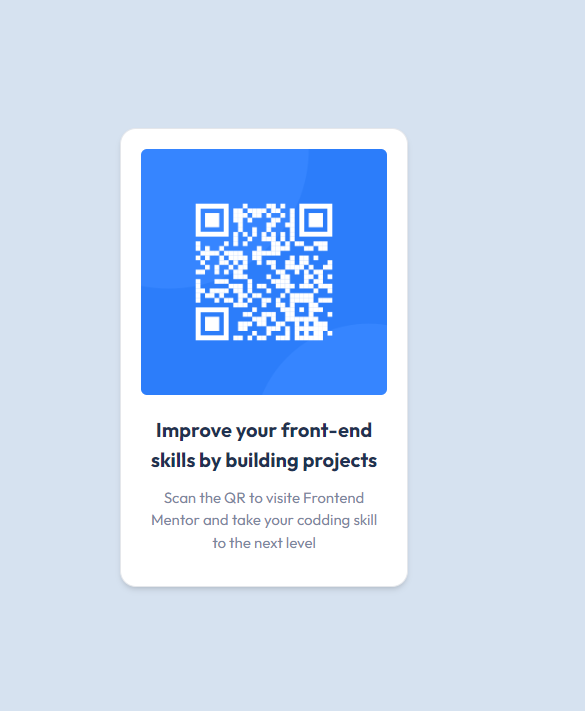 Improve your front-end
skills by building projects
Scan the QR to visite Frontend
Mentor and take your codding skill
to the next level